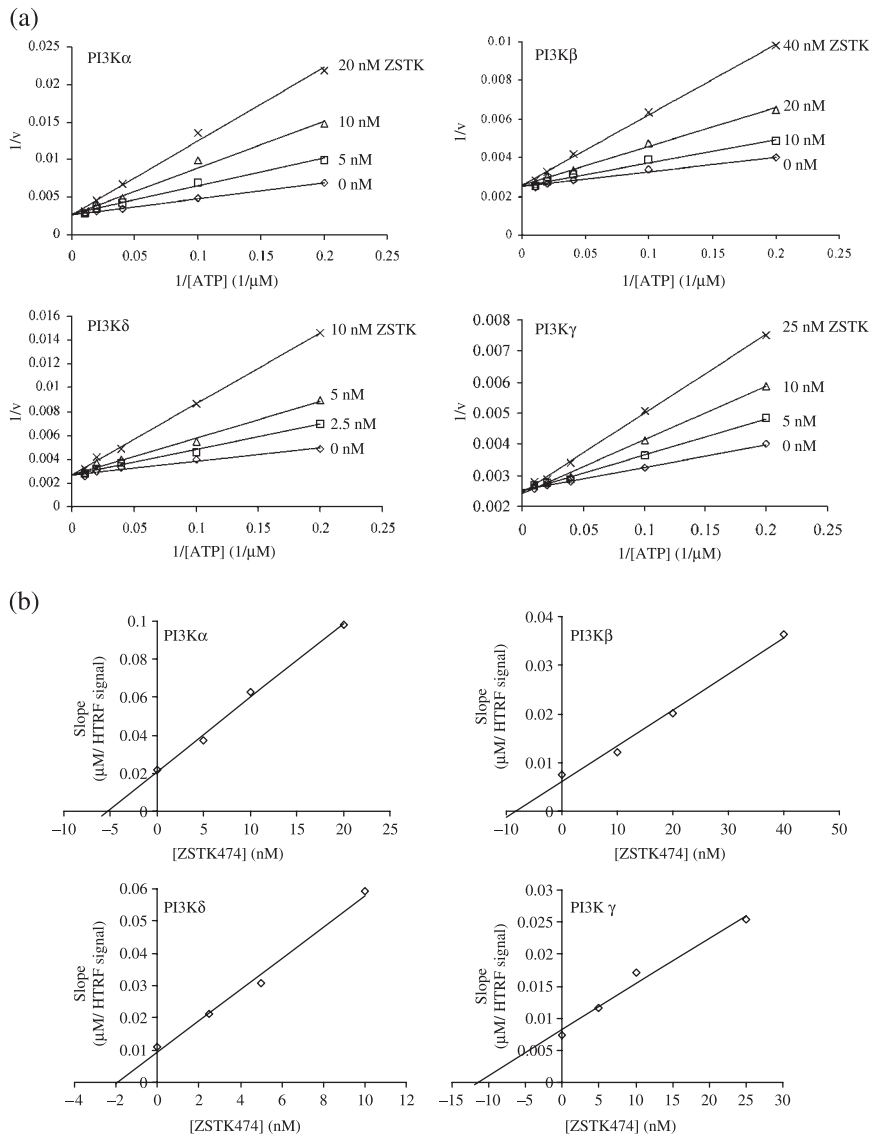 (a)
PI3Kα
0.025
0.02
0.015
0.01
0.005
0
1/v
20 nM ZSTK
10 nM
5 nM
0 nM
0 0.05 0.1 0.15 0.2 0.25
1/[ATP] (1/μM)
PI3Kβ
0.01
0.008
0.006
0.004
0.002
0
1/v
40 nM ZSTK
20 nM
10 nM
0 nM
0 0.05 0.1 0.15 0.2 0.25
1/[ATP] (1/μM)
PI3Kδ
0.016
0.014
0.012
0.01
0.008
0.006
0.004
0.002
0
1/v
10 nM ZSTK
5 nM
2.5 nM
0 nM
0 0.05 0.1 0.15 0.2 0.25
1/[ATP] (1/μM)
PI3Kγ
0.008
0.007
0.006
0.005
0.004
0.003
0.002
1/v
25 nM ZSTK
10 nM
5 nM
0 nM
0 0.05 0.1 0.15 0.2 0.25
1/[ATP] (1/μM)
(b)
PI3Kα
0.1
0.08
0.06
0.04
0.02
0
Slope
(μM/ HTRF signal)
−10 −5 0 5 10 15 20 25
[ZSTK474] (nM)
PI3Kβ
0.04
0.03
0.02
0.01
0
Slope
(μM/ HTRF signal)
−10 0 10 20 30 40 50
[ZSTK474] (nM)
PI3Kδ
0.06
0.05
0.04
0.03
0.02
0.01
0
Slope
(μM/ HTRF signal)
−4 −2 0 2 4 6 8 10 12
[ZSTK474] (nM)
PI3K γ
0.03
0.025
0.02
0.015
0.01
0.005
0
Slope
(μM/ HTRF signal)
−15 −10 −5 0 5 10 15 20 25 30
[ZSTK474] (nM)